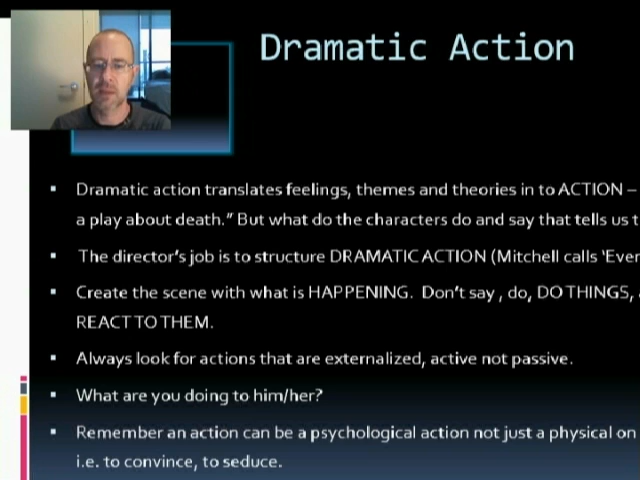 Dramatic Action
Dramatic action translates feelings, themes and theories in to ACTION –
a play about death." But what do the characters do and say that tells us t
The director's job is to structure DRAMATIC ACTION (Mitchell calls 'Even
Create the scene with what is HAPPENING. Don't say , do, DO THINGS,
REACT TO THEM.
Always look for actions that are externalized, active not passive.
What are you doing to him/her?
Remember an action can be a psychological action not just a physical on
i.e. to convince, to seduce.